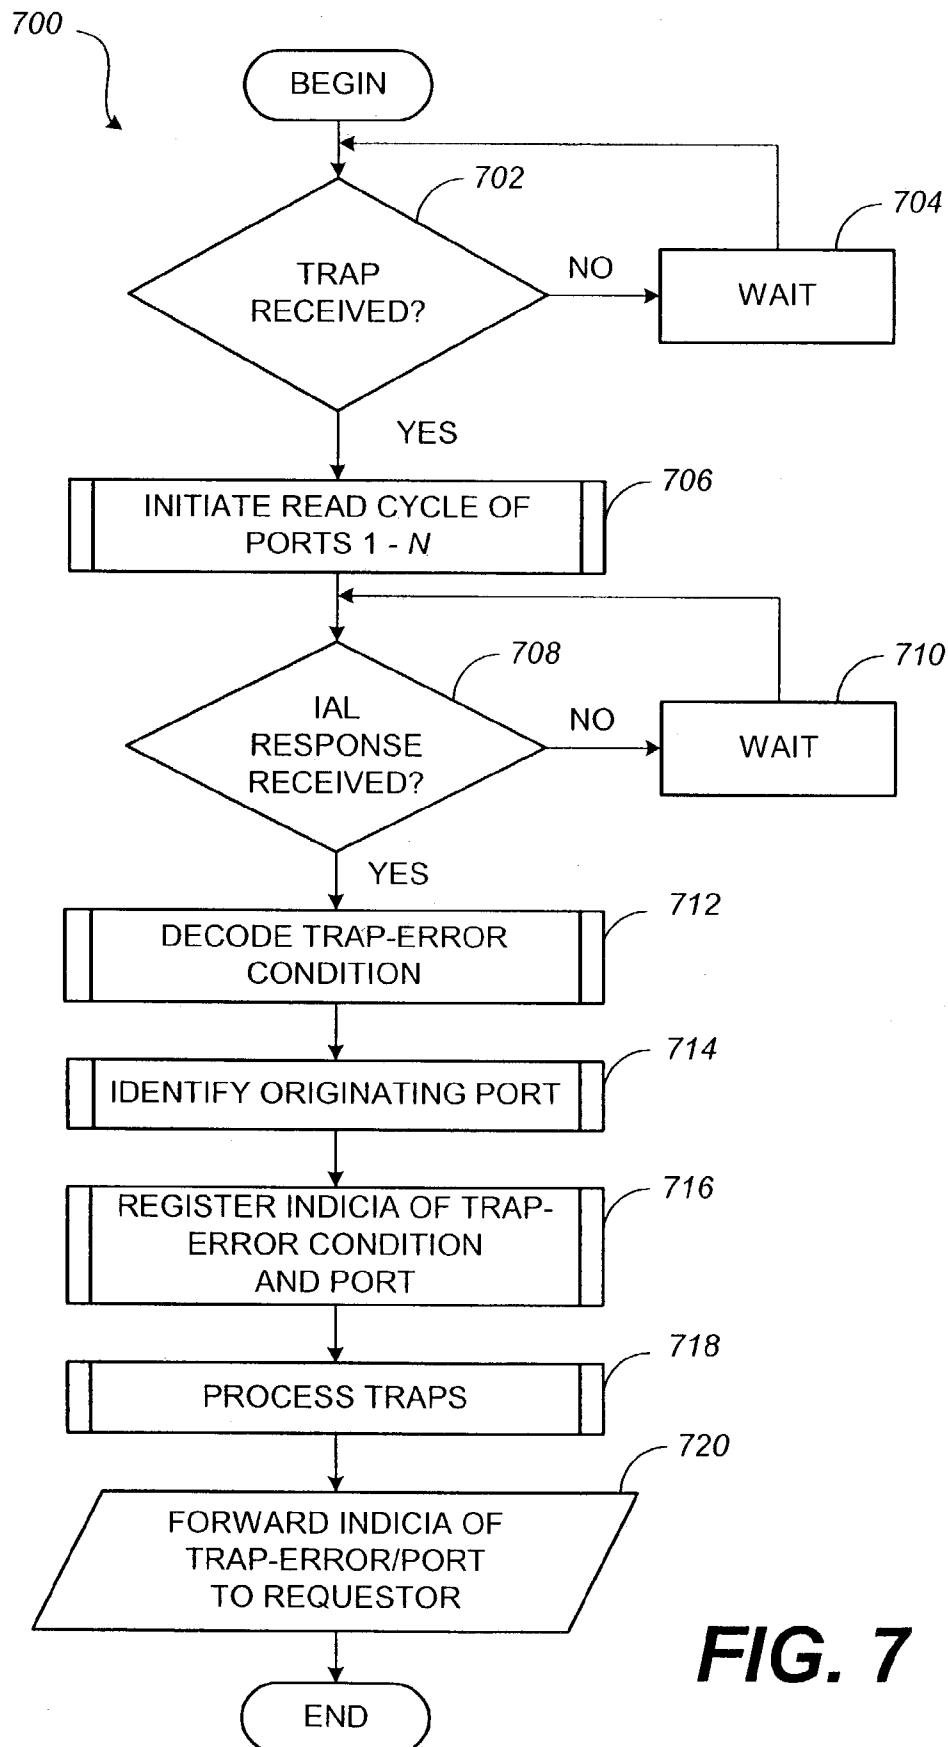 700
BEGIN
702
704
TRAP
RECEIVED?
NO
WAIT
YES
706
INITIATE READ CYCLE OF
PORTS 1 - N
708
710
IAL
RESPONSE
RECEIVED?
NO
WAIT
YES
712
DECODE TRAP-ERROR
CONDITION
714
IDENTIFY ORIGINATING PORT
716
REGISTER INDICIA OF TRAP-
ERROR CONDITION
AND PORT
718
PROCESS TRAPS
720
FORWARD INDICIA OF
TRAP-ERROR/PORT
TO REQUESTOR
FIG. 7
END